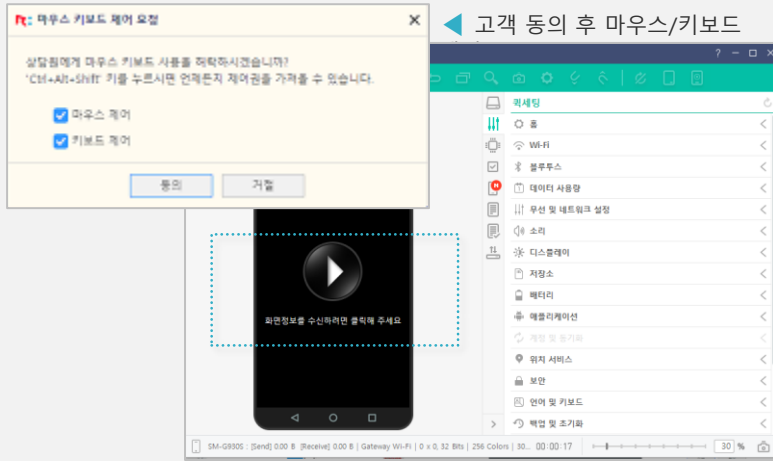 마우스 키보드 제어 요청
◀ 고객 동의 후 마우스/키보드
상담원에게 마우스 키보드 사용을 허락하시겠습니까?
'Ctrl+Alt+Shift' 키를 누르시면 언제든지 제어권을 가져올 수 있습니다.
마우스 제어
키보드 제어
동의
거절
퀵세팅
홈
Wi-Fi
블루투스
데이터 사용량
무선 및 네트워크 설정
소리
디스플레이
저장소
배터리
애플리케이션
계정 및 동기화
위치 서비스
보안
언어 및 키보드
백업 및 초기화
화면정보를 수신하려면 클릭해 주세요
SM-G930S : [Send] 0.00 B [Receive] 0.00 B | Gateway Wi-Fi | 0 x 0, 32 Bits | 256 Colors | 30... 00:00:17
30 %